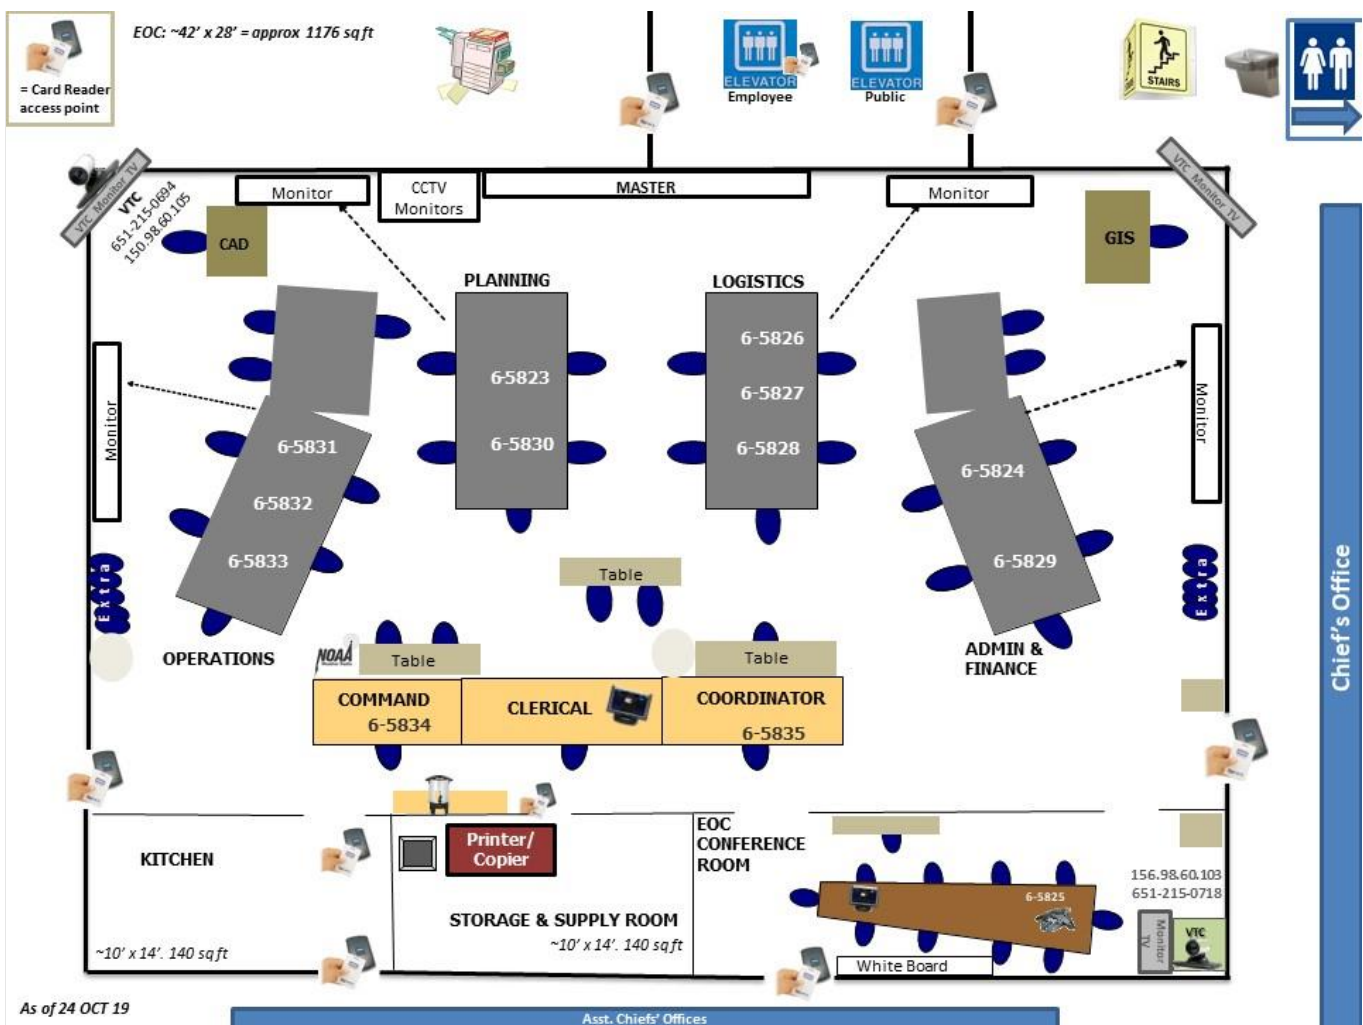 EOC: ~42’ x 28’ = approx 1176 sq ft
= Card Reader
access point
ELEVATOR
Employee
ELEVATOR
Public
STAIRS
VTC Monitor TV
VTC
651-215-0694
150.98.60.105
Monitor
CCTV
Monitors
MASTER
Monitor
VTC Monitor TV
CAD
GIS
PLANNING
LOGISTICS
6-5823
6-5830
6-5826
6-5827
6-5828
Monitor
Monitor
6-5831
6-5832
6-5833
6-5824
6-5829
Extra
Extra
Table
OPERATIONS
ADMIN &
FINANCE
NOAA
Table
Table
COMMAND
6-5834
CLERICAL
COORDINATOR
6-5835
Chief’s Office
KITCHEN
~10’ x 14’. 140 sq ft
Printer/
Copier
STORAGE & SUPPLY ROOM
~10’ x 14’. 140 sq ft
EOC
CONFERENCE
ROOM
6-5825
156.98.60.103
651-215-0718
Monitor
TV
VTC
White Board
As of 24 OCT 19
Asst. Chiefs’ Offices